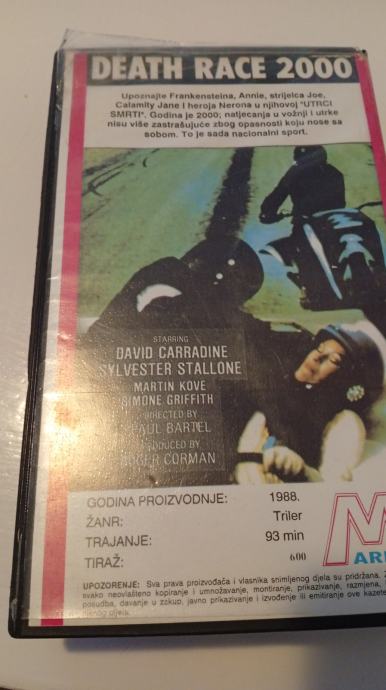 DEATH RACE 2000
Upoznajte Frankensteina, Annie, strijelca Joe,
Calamity Jane I heroja Nerona u njihovoj "UTRCI
SMRTI". Godina je 2000; natjecanja u vožnji i utrke
nisu više zastrašujuće zbog opasnosti koju nose sa
sobom. To je sada nacionalni sport.
STARRING
DAVID CARRADINE
SYLVESTER STALLONE
MARTIN KOVE
SIMONE GRIFFITH
DIRECTED BY
PAUL BARTEL
PRODUCED BY
ROGER CORMAN
GODINA PROIZVODNJE: 1988.
ŽANR: Triler
TRAJANJE: 93 min
TIRAŽ: 600
M
AR
UPOZORENJE: Sva prava proizvođača i vlasnika snimljenog djela su pridržana.
svako neovlašteno kopiranje i umnožavanje, montiranje, prikazivanje, razmjena,
posudba, davanje u zakup, javno prikazivanje i izvođenje ili emitiranje ove kazete
djela.